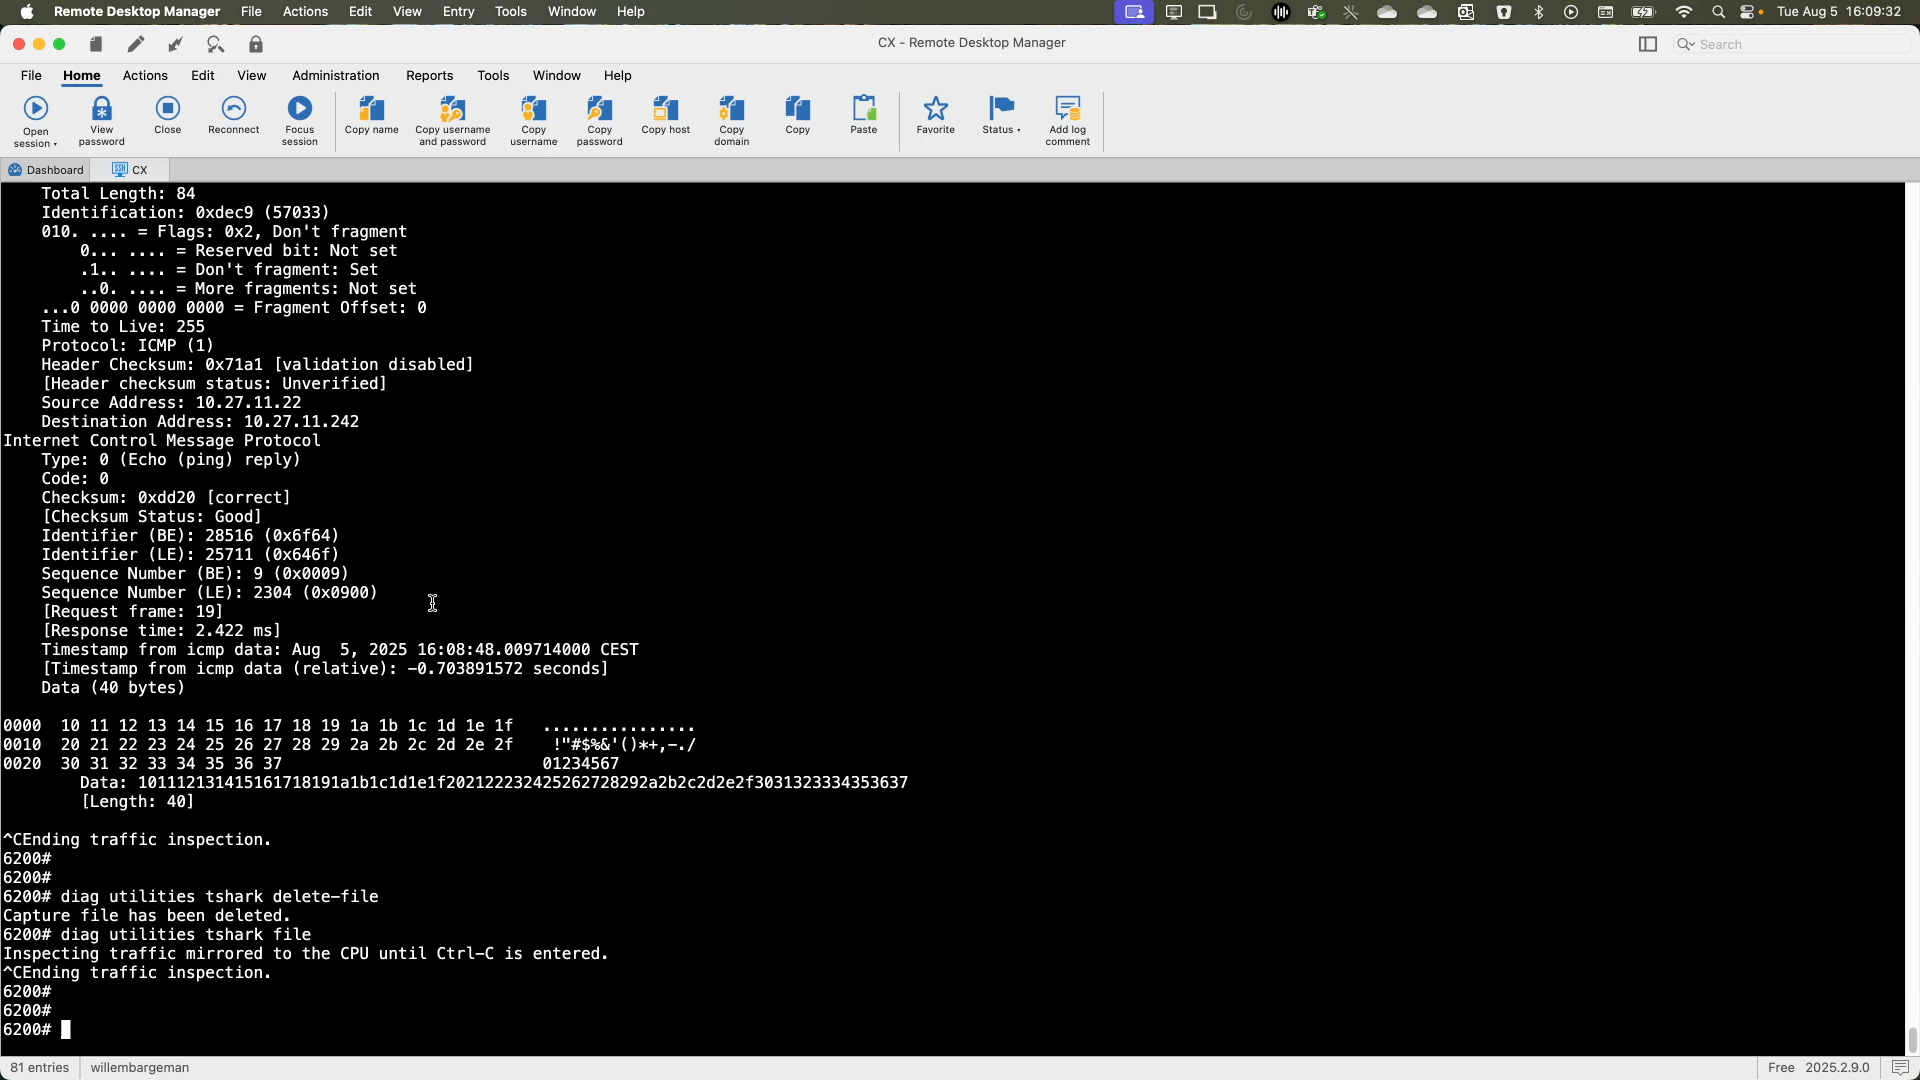 Remote Desktop Manager File Actions Edit View Entry Tools Window Help Tue Aug 5 16:09:32
CX - Remote Desktop Manager
Search
File Home Actions Edit View Administration Reports Tools Window Help
Open session
View password
Close
Reconnect
Focus session
Copy name
Copy username and password
Copy username
Copy password
Copy host
Copy domain
Copy
Paste
Favorite
Status
Add log comment
Dashboard SSH CX
Total Length: 84
Identification: 0xdec9 (57033)
010. .... = Flags: 0x2, Don't fragment
0... .... = Reserved bit: Not set
.1.. .... = Don't fragment: Set
..0. .... = More fragments: Not set
...0 0000 0000 0000 = Fragment Offset: 0
Time to Live: 255
Protocol: ICMP (1)
Header Checksum: 0x71a1 [validation disabled]
[Header checksum status: Unverified]
Source Address: 10.27.11.22
Destination Address: 10.27.11.242
Internet Control Message Protocol
Type: 0 (Echo (ping) reply)
Code: 0
Checksum: 0xdd20 [correct]
[Checksum Status: Good]
Identifier (BE): 28516 (0x6f64)
Identifier (LE): 25711 (0x646f)
Sequence Number (BE): 9 (0x0009)
Sequence Number (LE): 2304 (0x0900)
[Request frame: 19]
[Response time: 2.422 ms]
Timestamp from icmp data: Aug  5, 2025 16:08:48.009714000 CEST
[Timestamp from icmp data (relative): -0.703891572 seconds]
Data (40 bytes)
0000  10 11 12 13 14 15 16 17 18 19 1a 1b 1c 1d 1e 1f   ................
0010  20 21 22 23 24 25 26 27 28 29 2a 2b 2c 2d 2e 2f    !"#$%&'()*+,-./
0020  30 31 32 33 34 35 36 37                           01234567
Data: 101112131415161718191a1b1c1d1e1f202122232425262728292a2b2c2d2e2f3031323334353637
[Length: 40]
^CEnding traffic inspection.
6200#
6200#
6200# diag utilities tshark delete-file
Capture file has been deleted.
6200# diag utilities tshark file
Inspecting traffic mirrored to the CPU until Ctrl-C is entered.
^CEnding traffic inspection.
6200#
6200#
6200#
81 entries willembargeman Free 2025.2.9.0